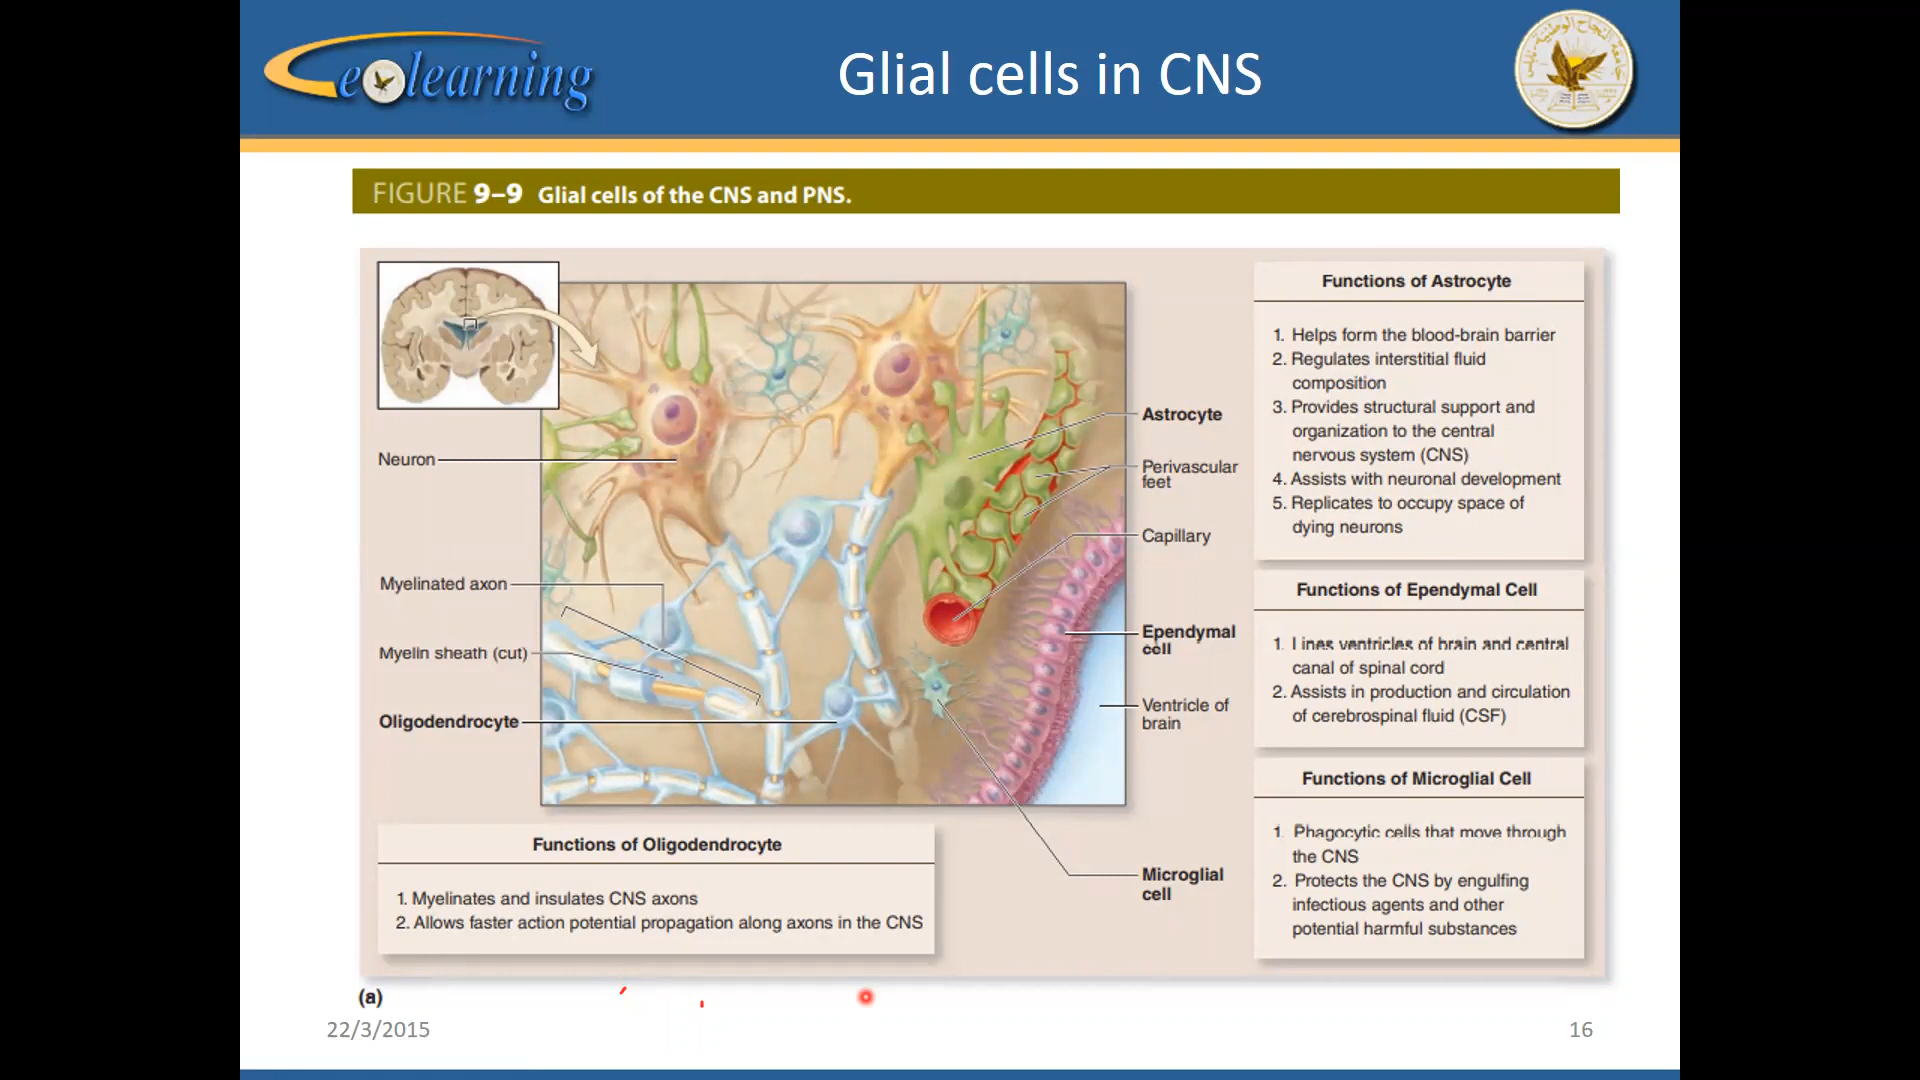 eolearning
Glial cells in CNS
FIGURE 9–9 Glial cells of the CNS and PNS.
Neuron
Myelinated axon
Myelin sheath (cut)
Oligodendrocyte
Astrocyte
Perivascular
feet
Capillary
Ependymal
cell
Ventricle of
brain
Microglial
cell
Functions of Astrocyte
1. Helps form the blood-brain barrier
2. Regulates interstitial fluid
composition
3. Provides structural support and
organization to the central
nervous system (CNS)
4. Assists with neuronal development
5. Replicates to occupy space of
dying neurons
Functions of Ependymal Cell
1. Lines ventricles of brain and central
canal of spinal cord
2. Assists in production and circulation
of cerebrospinal fluid (CSF)
Functions of Microglial Cell
1. Phagocytic cells that move through
the CNS
2. Protects the CNS by engulfing
infectious agents and other
potential harmful substances
Functions of Oligodendrocyte
1. Myelinates and insulates CNS axons
2. Allows faster action potential propagation along axons in the CNS
(a)
22/3/2015
16